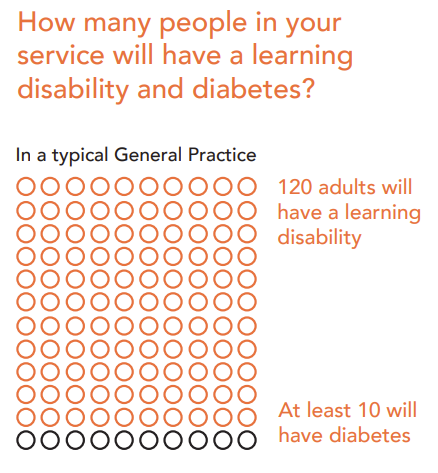 How many people in your
service will have a learning
disability and diabetes?
In a typical General Practice
120 adults will
have a learning
disability
At least 10 will
have diabetes